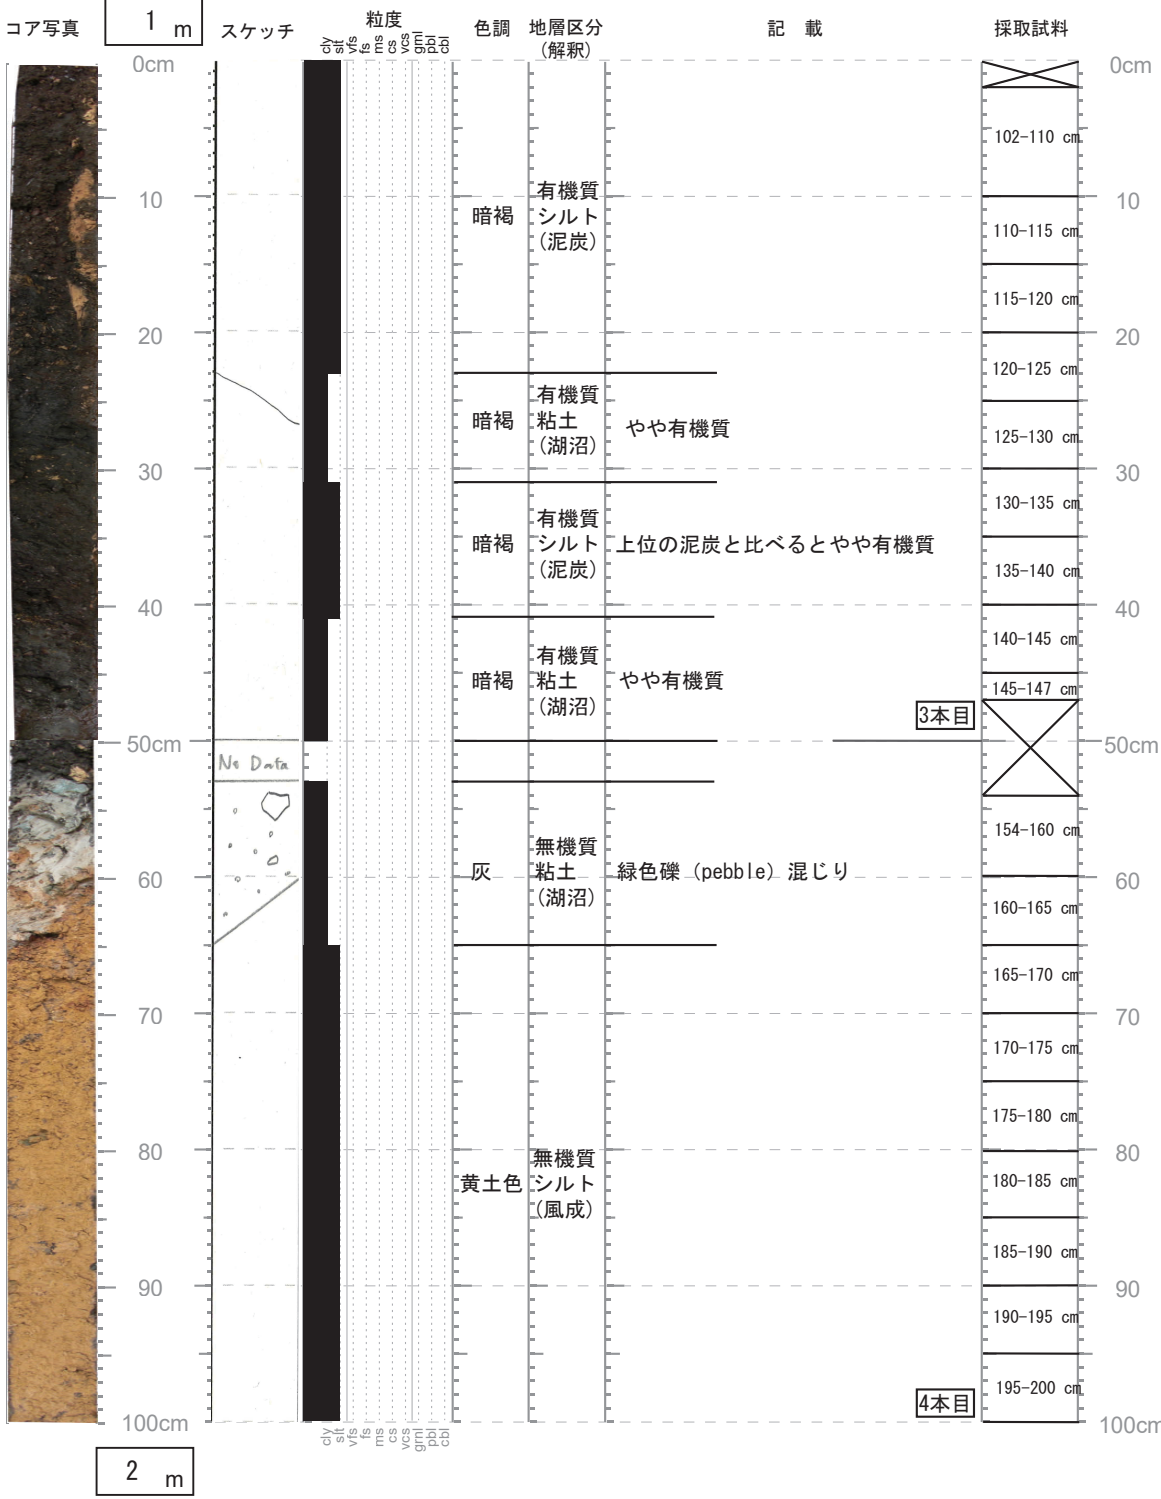 コア写真
1 m
スケッチ
粒度
cly slt vfs fs ms cs vcs grnl pbl cbl
色調
地層区分
(解釈)
記 載
採取試料
0cm
0cm
102-110 cm
10
暗褐
有機質
シルト
(泥炭)
10
110-115 cm
115-120 cm
20
20
120-125 cm
暗褐
有機質
粘土
(湖沼)
やや有機質
125-130 cm
30
30
130-135 cm
暗褐
有機質
シルト
(泥炭)
上位の泥炭と比べるとやや有機質
135-140 cm
40
40
140-145 cm
暗褐
有機質
粘土
(湖沼)
やや有機質
145-147 cm
3本目
50cm
50cm
No Data
154-160 cm
灰
無機質
粘土
(湖沼)
緑色礫（pebble）混じり
60
60
160-165 cm
165-170 cm
70
70
170-175 cm
175-180 cm
80
80
黄土色
無機質
シルト
(風成)
180-185 cm
185-190 cm
90
90
190-195 cm
195-200 cm
4本目
100cm
100cm
cly slt vfs fs ms cs vcs grnl pbl cbl
2 m